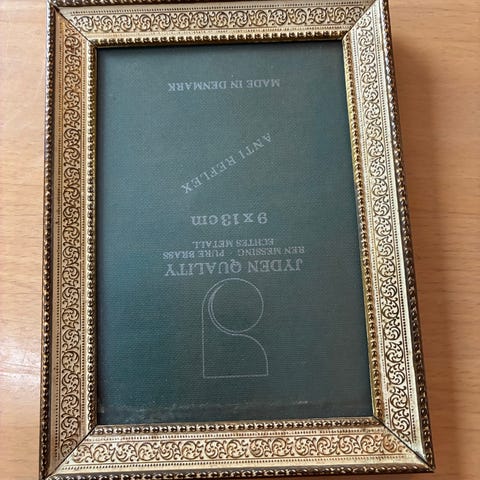 JYDEN QUALITY
REN MESSING · PURE BRASS
ECHTES METALL
9 x 13 cm
ANTI REFLEX
MADE IN DENMARK